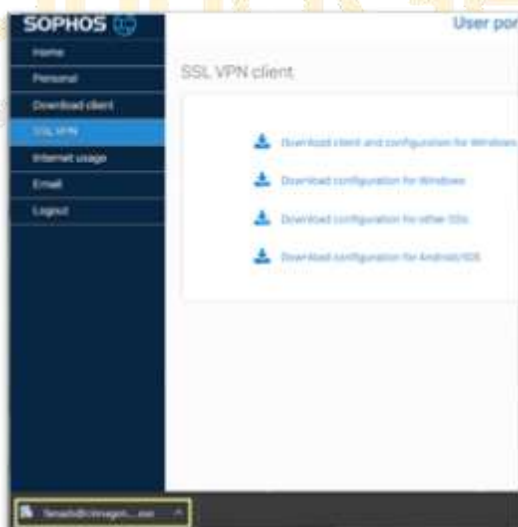 SOPHOS
User por
Home
Personal
SSL VPN client
Download client
SSL VPN
Internet usage
Email
Logout
Download client and configuration for Windows
Download configuration for Windows
Download configuration for other OSs
Download configuration for Android/iOS